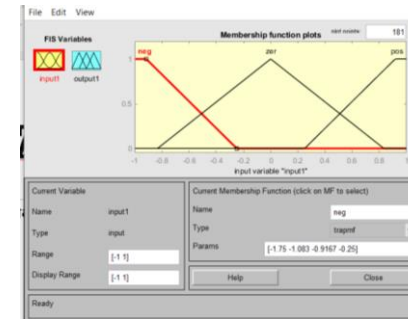 File Edit View
FIS Variables
Membership function plots
plot points:
181
input1 output1
neg zer pos
1
0.5
0
-1 -0.8 -0.6 -0.4 -0.2 0 0.2 0.4 0.6 0.8
input variable "input1"
Current Variable
Name input1
Type input
Range [-1 1]
Display Range [-1 1]
Current Membership Function (click on MF to select)
Name neg
Type trapmf
Params [-1.75 -1.083 -0.9167 -0.25]
Help Close
Ready